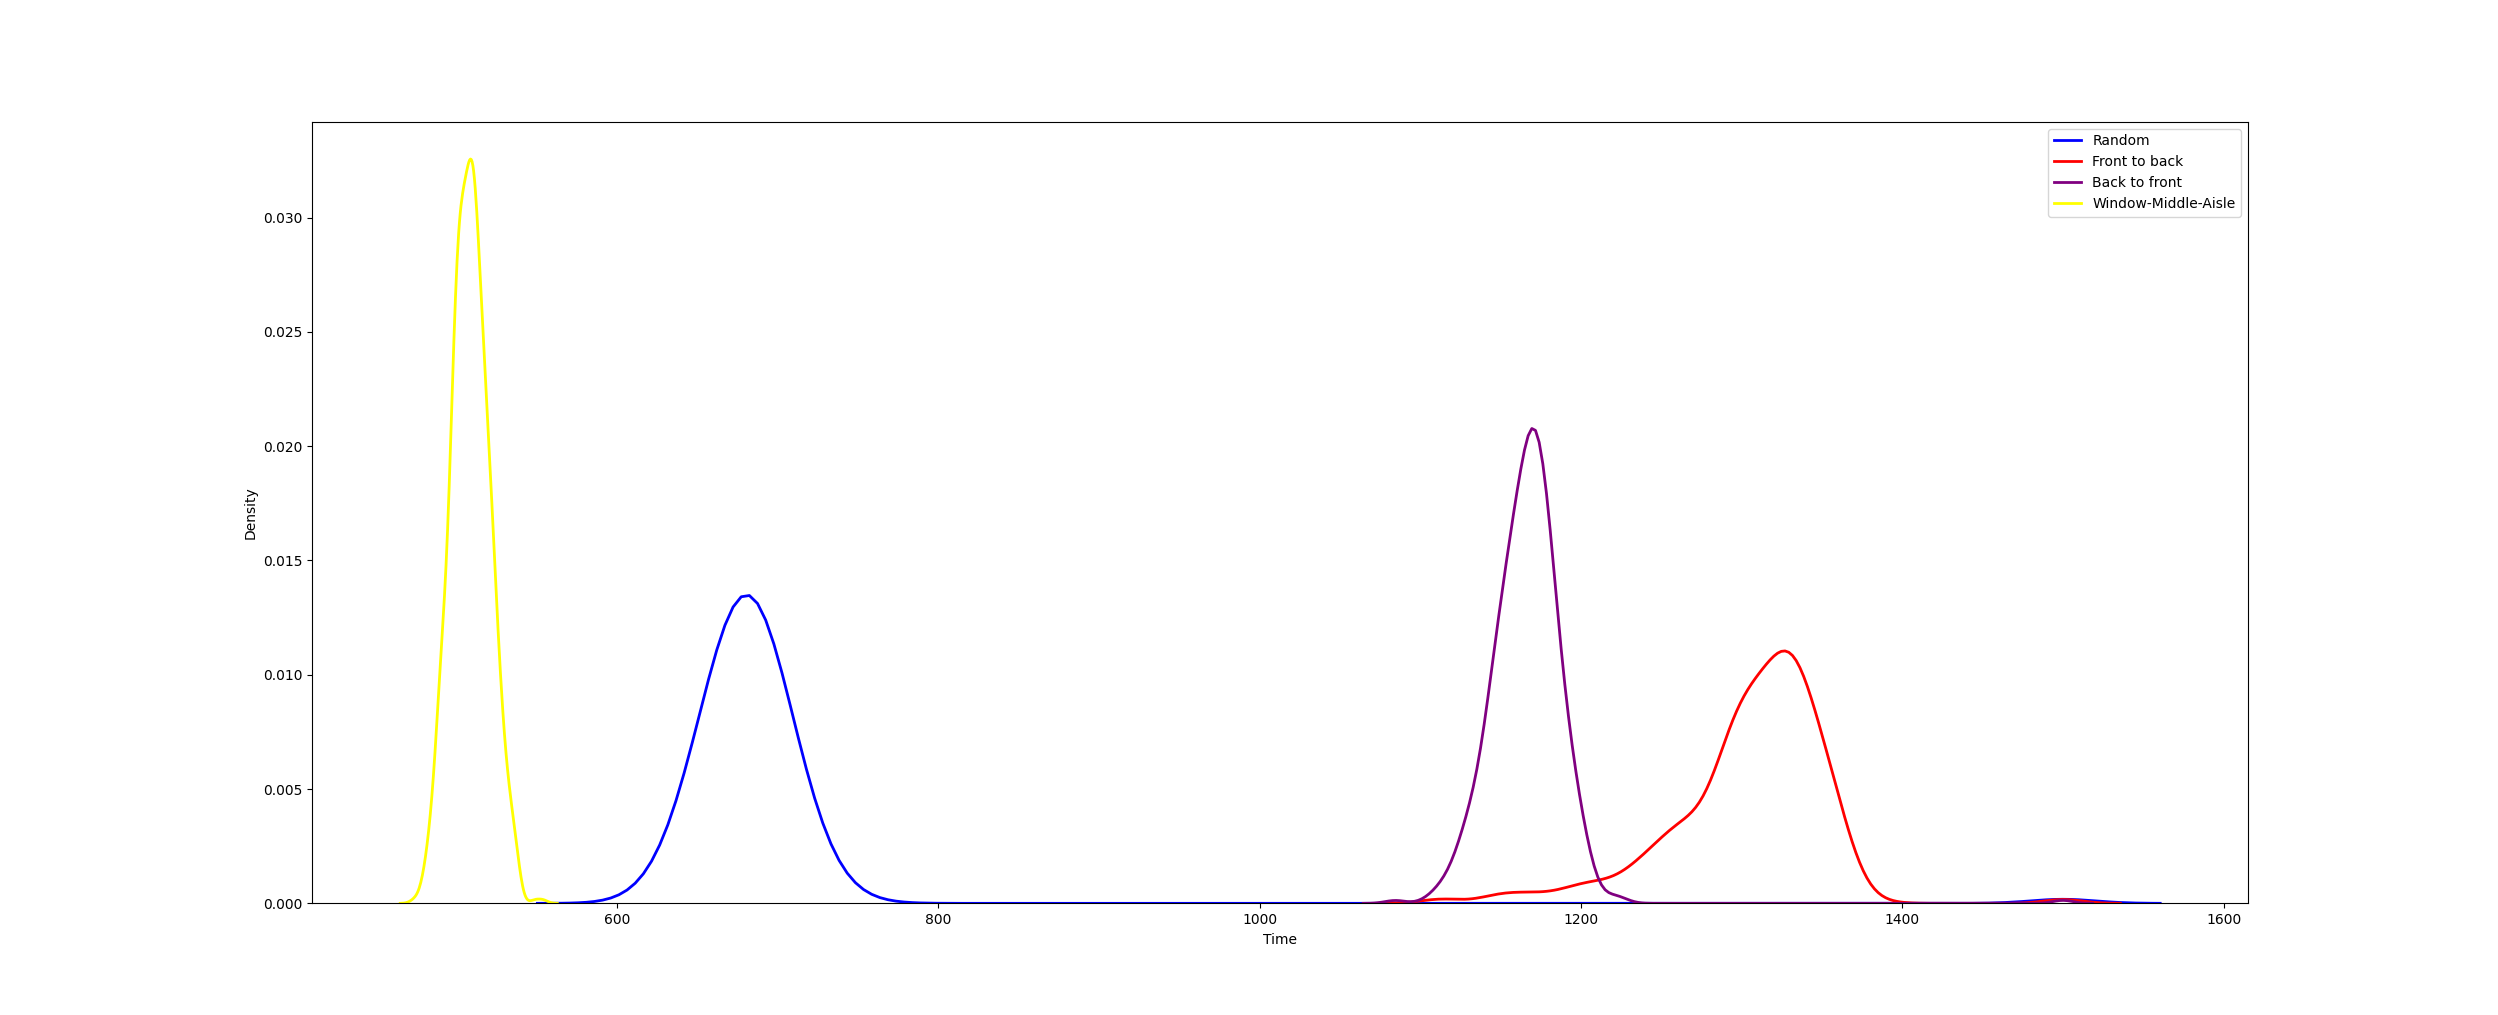 Random
Front to back
Back to front
Window-Middle-Aisle
0.030
0.025
0.020
0.015
0.010
0.005
0.000
Density
600 800 1000 1200 1400 1600
Time